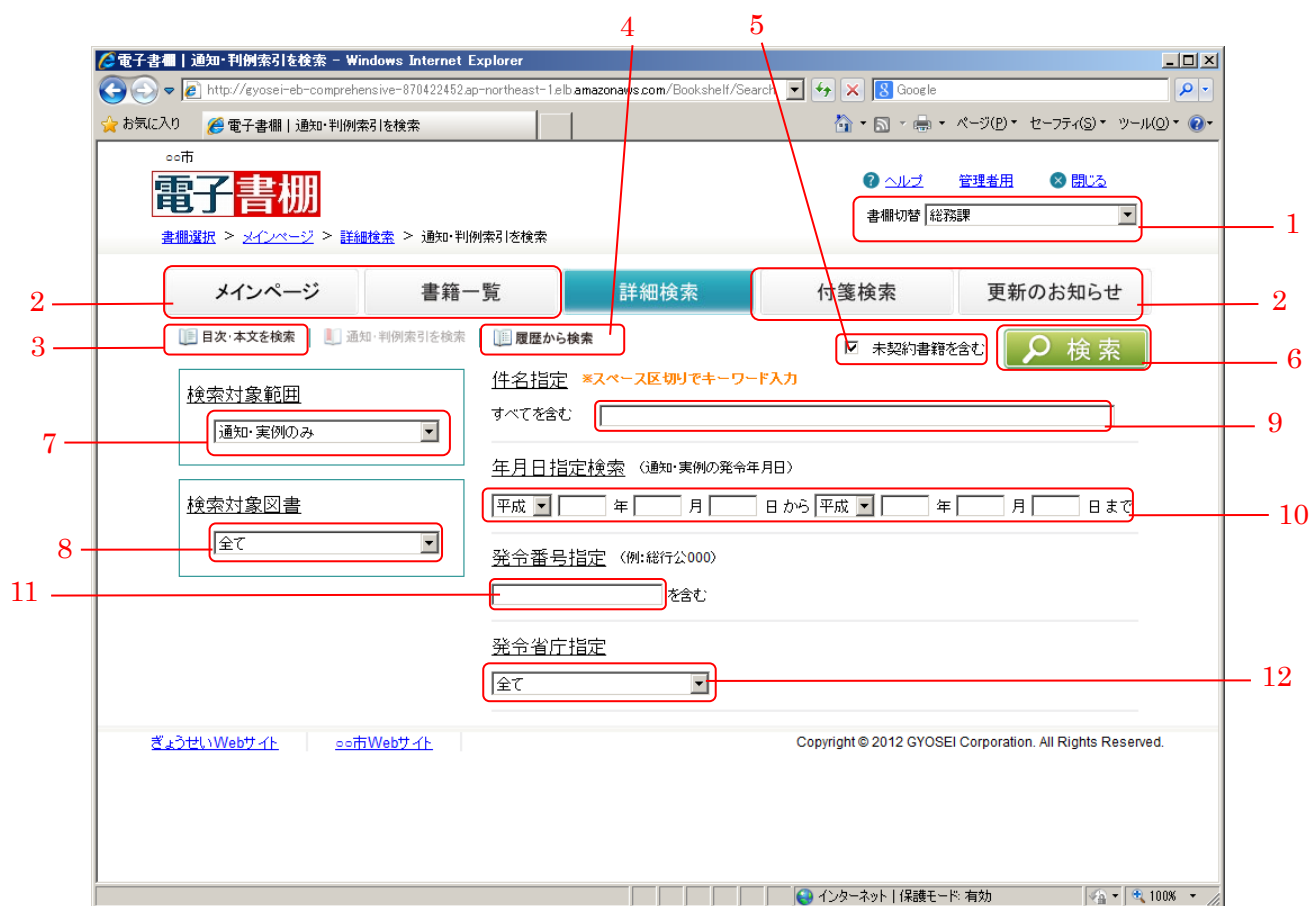 4 5
電子書棚 | 通知・判例索引を検索 - Windows Internet Explorer
http://gyosei-eb-comprehensive-870422452.ap-northeast-1.elb.amazonaws.com/Bookshelf/Search
Google
お気に入り 電子書棚 | 通知・判例索引を検索 ページ(P) セーフティ(S) ツール(O)
○○市
電子書棚
ヘルプ 管理者用 閉じる
書棚切替 総務課 1
書棚選択 > メインページ > 詳細検索 > 通知・判例索引を検索
2 メインページ 書籍一覧 詳細検索 付箋検索 更新のお知らせ 2
3 目次・本文を検索 通知・判例索引を検索 履歴から検索 未契約書籍を含む 検索 6
検索対象範囲
7 通知・実例のみ
検索対象図書
8 全て
件名指定 ※スペース区切りでキーワード入力
すべてを含む 9
年月日指定検索 (通知・実例の発令年月日)
平成 年 月 日 から 平成 年 月 日 まで 10
発令番号指定 (例:総行公000)
11 を含む
発令省庁指定
全て 12
ぎょうせいWebサイト ○○市Webサイト Copyright © 2012 GYOSEI Corporation. All Rights Reserved.
インターネット | 保護モード: 有効 100%